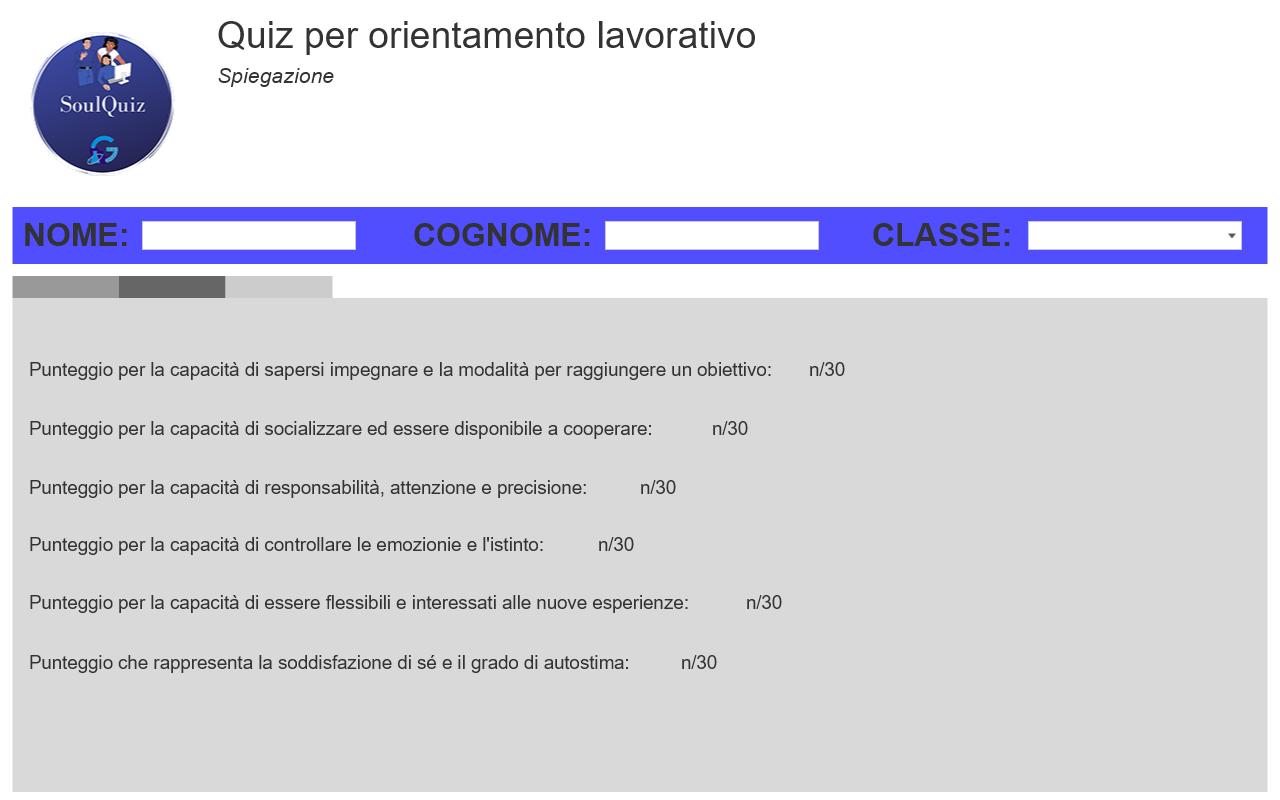 Quiz per orientamento lavorativo
Spiegazione
SoulQuiz
G
NOME:
COGNOME:
CLASSE:
Punteggio per la capacità di sapersi impegnare e la modalità per raggiungere un obiettivo: n/30
Punteggio per la capacità di socializzare ed essere disponibile a cooperare: n/30
Punteggio per la capacità di responsabilità, attenzione e precisione: n/30
Punteggio per la capacità di controllare le emozionie e l'istinto: n/30
Punteggio per la capacità di essere flessibili e interessati alle nuove esperienze: n/30
Punteggio che rappresenta la soddisfazione di sé e il grado di autostima: n/30